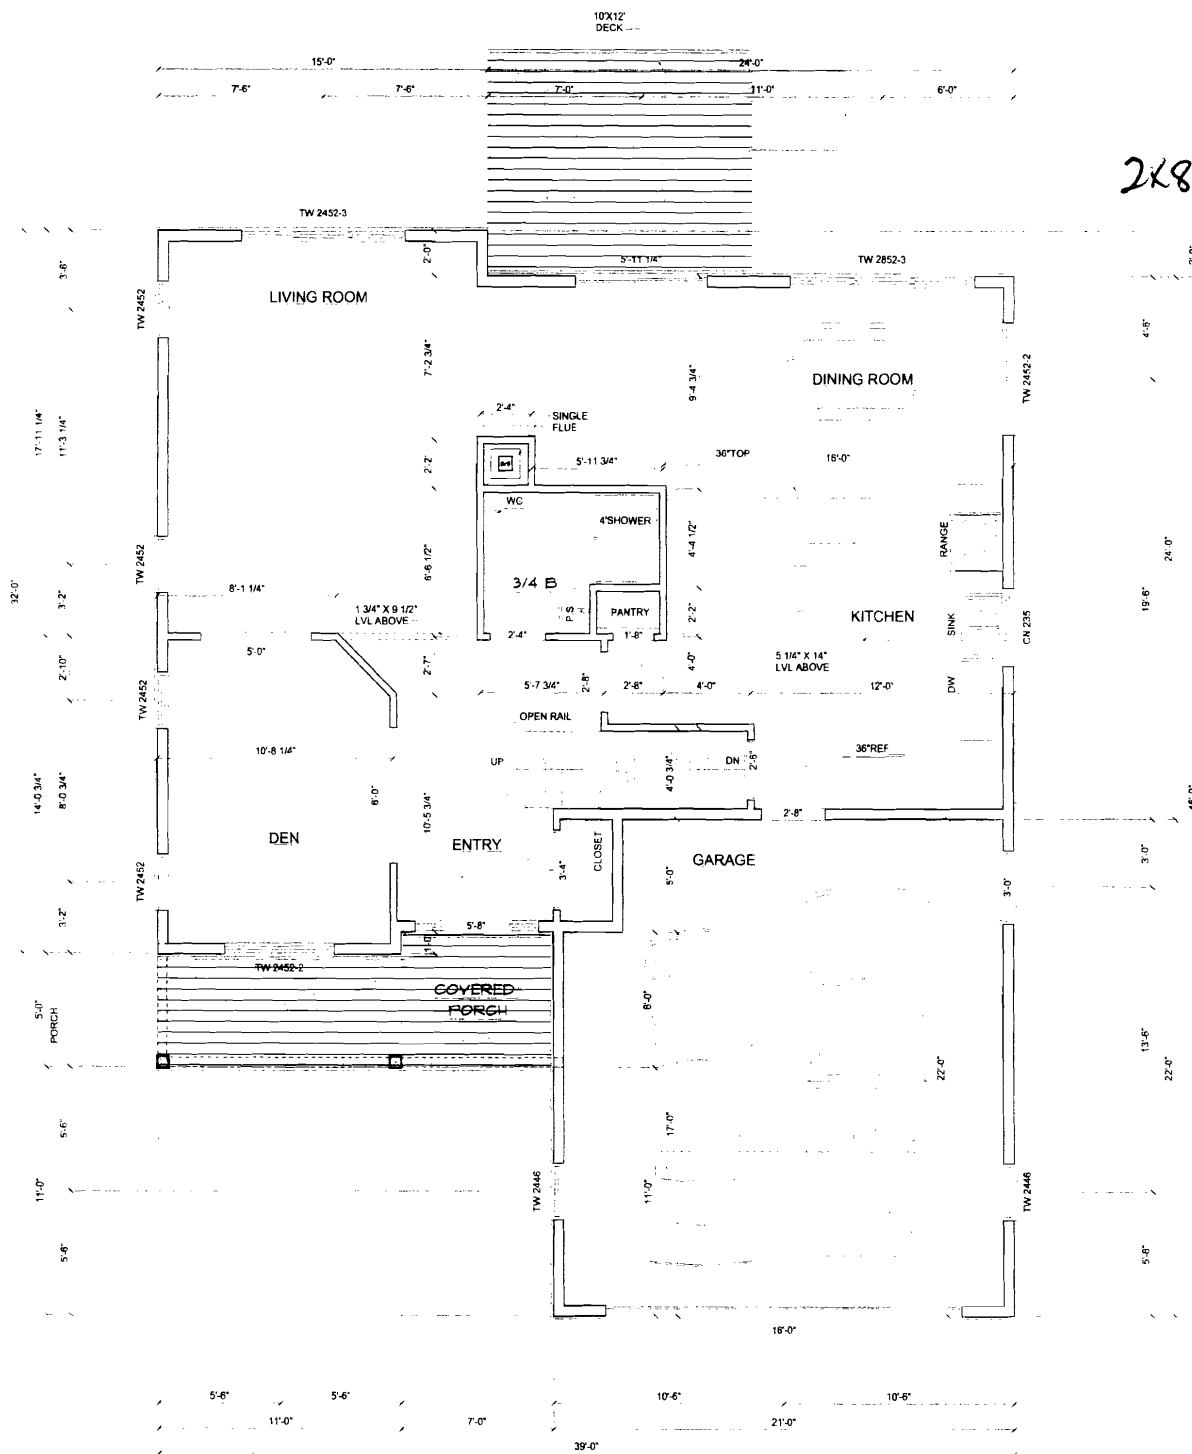 10'X12'
DECK
15'-0"
24'-0"
7'-6"
7'-6"
7'-0"
11'-0"
6'-0"
2X8
TW 2452-3
2'-0"
5'-11 1/4"
TW 2852-3
3'-6"
TW 2452
LIVING ROOM
4'-8"
7'-2 3/4"
9'-4 3/4"
DINING ROOM
TW 2452-2
17'-11 1/4"
11'-3 1/4"
2'-4"
SINGLE
FLUE
2'-2"
5'-11 3/4"
36"TOP
16'-0"
WC
4'SHOWER
4'-4 1/2"
RANGE
24'-0"
32'-0"
TW 2452
6'-6 1/2"
3/4 B
8'-1 1/4"
3'-2"
1 3/4" X 9 1/2"
LVL ABOVE
P.S
PANTRY
2'-2"
KITCHEN
SINK
CN 235
19'-6"
2'-4"
1'-8"
5'-0"
2'-10"
2'-7"
4'-0"
5 1/4" X 14"
LVL ABOVE
TW 2452
5'-7 3/4"
2'-8"
2'-8"
4'-0"
12'-0"
DW
OPEN RAIL
10'-8 1/4"
UP
DN
2'-6"
36"REF
14'-0 3/4"
8'-0 3/4"
6'-0"
10'-5 3/4"
4'-0 3/4"
2'-8"
DEN
ENTRY
CLOSET
GARAGE
3'-4"
5'-0"
3'-0"
3'-0"
TW 2452
3'-2"
5'-8"
1'-0"
TW 2452-2
COVERED
PORCH
5'-0"
PORCH
6'-0"
22'-0"
13'-6"
22'-0"
5'-6"
17'-0"
11'-0"
TW 2446
11'-0"
TW 2446
5'-6"
5'-8"
16'-0"
5'-6"
5'-6"
10'-6"
10'-6"
11'-0"
7'-0"
21'-0"
39'-0"